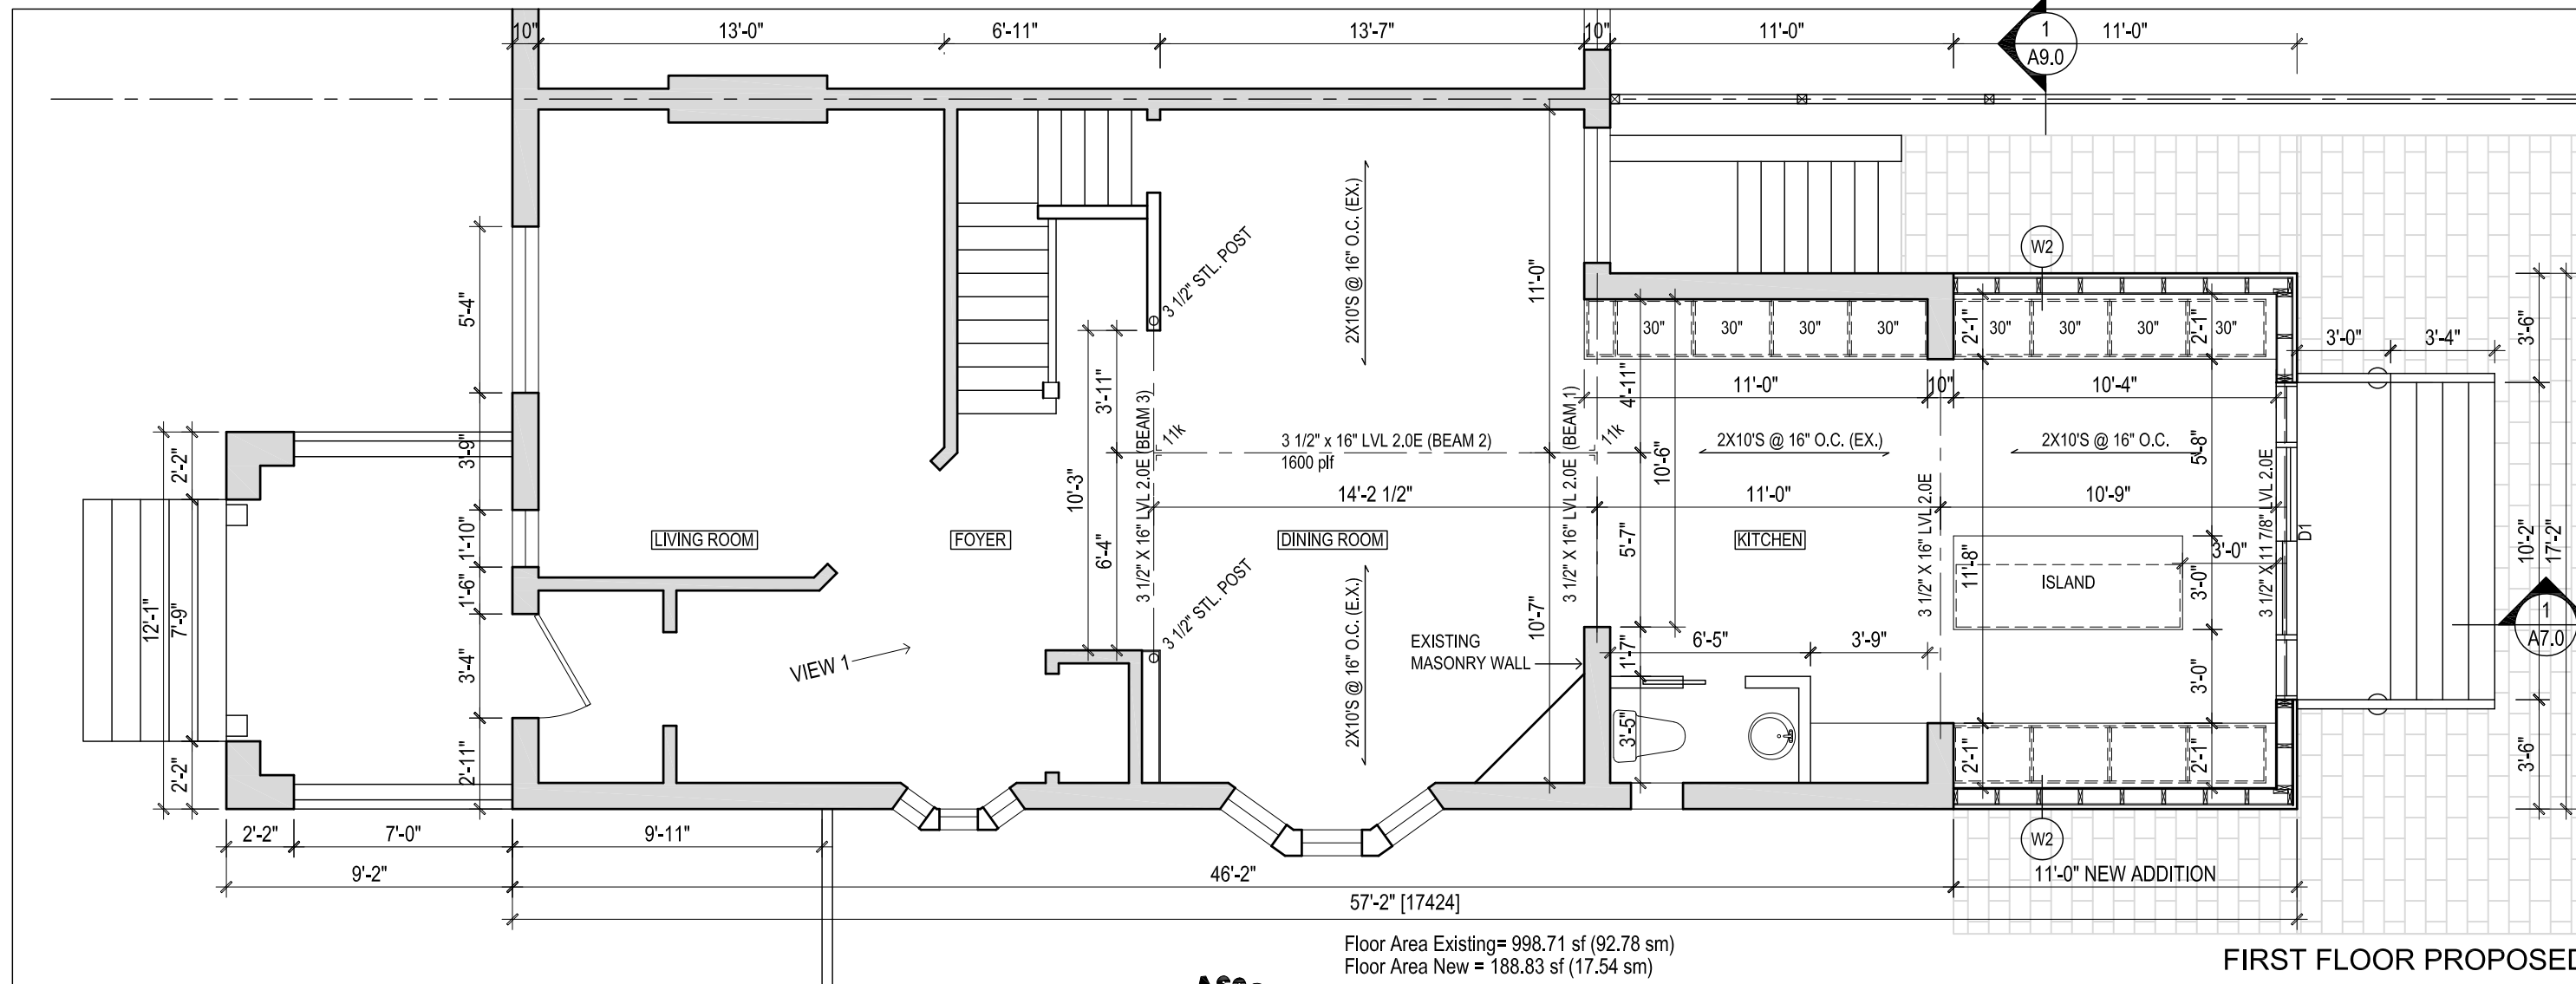 10" 13'-0" 6'-11" 13'-7" 10" 11'-0" 11'-0"
1
A9.0
W2
3 1/2" STL. POST
2X10'S @ 16" O.C. (EX.)
11'-0"
5'-4"
30" 30" 30" 30" 30" 30" 30" 30"
2'-1" 2'-1"
3'-6"
3'-0" 3'-4"
3'-11"
4'-11"
11'-0" 10" 10'-4"
3'-9"
2'-2"
3 1/2" X 16" LVL 2.0E (BEAM 3)
11k
3 1/2" x 16" LVL 2.0E (BEAM 2)
1600 plf
3 1/2" X 16" LVL 2.0E (BEAM 1)
11k
10'-6"
2X10'S @ 16" O.C. (EX.)
2X10'S @ 16" O.C.
5'-8"
10'-3"
14'-2 1/2" 11'-0" 10'-9"
LIVING ROOM FOYER DINING ROOM KITCHEN
1'-10"
6'-4"
5'-7"
3 1/2" X 16" LVL 2.0E
3 1/2" X 11 7/8" LVL 2.0E
D1
10'-2"
17'-2"
11'-8"
3'-0"
ISLAND
3'-0"
1'-6"
12'-1"
7'-9"
3 1/2" STL. POST
2X10'S @ 16" O.C. (E.X.)
10'-7"
EXISTING
MASONRY WALL
1'-7"
6'-5" 3'-9"
1
A7.0
VIEW 1
3'-4"
3'-0"
3'-5"
2'-11"
2'-2"
2'-1" 2'-1"
3'-6"
W2
2'-2" 7'-0" 9'-11"
9'-2" 46'-2" 11'-0" NEW ADDITION
57'-2" [17424]
Floor Area Existing= 998.71 sf (92.78 sm)
Floor Area New = 188.83 sf (17.54 sm)
FIRST FLOOR PROPOSED